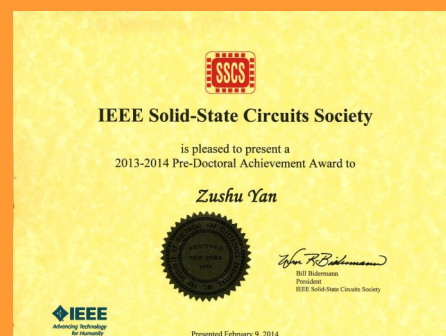 SSCS
IEEE Solid-State Circuits Society
is pleased to present a
2013-2014 Pre-Doctoral Achievement Award to
Zushu Yan
Bill Bidermann
President
IEEE Solid-State Circuits Society
IEEE
Advancing Technology
for Humanity
Presented February 9, 2014